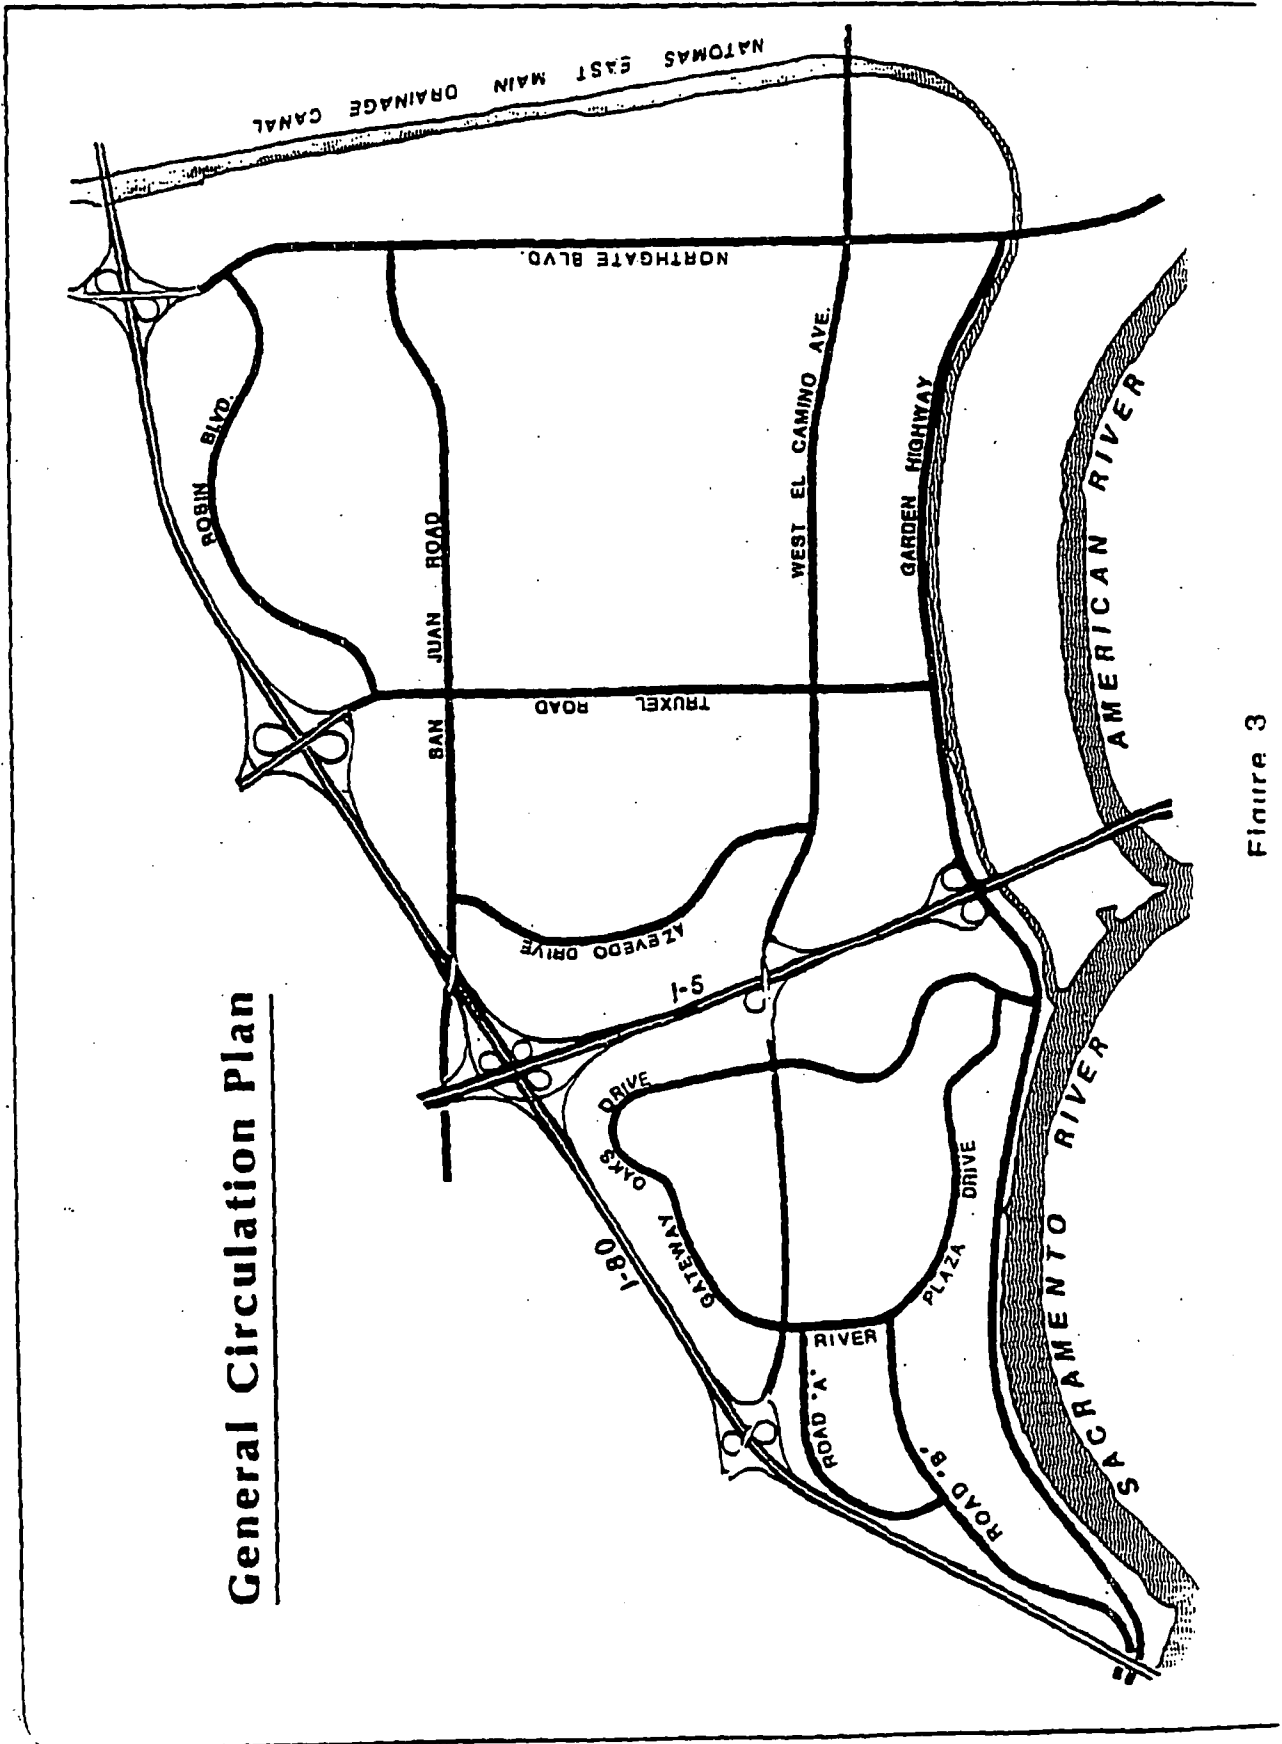 General Circulation Plan
NATOMAS EAST MAIN DRAINAGE CANAL
ROBIN BLVD.
NORTHGATE BLVD.
SAN JUAN ROAD
TRUXEL ROAD
WEST EL CAMINO AVE.
GARDEN HIGHWAY
AMERICAN RIVER
AZEVEDO DRIVE
I-5
I-80
GATEWAY OAKS DRIVE
RIVER PLAZA DRIVE
ROAD "A"
ROAD "B"
SACRAMENTO RIVER
Figure 3